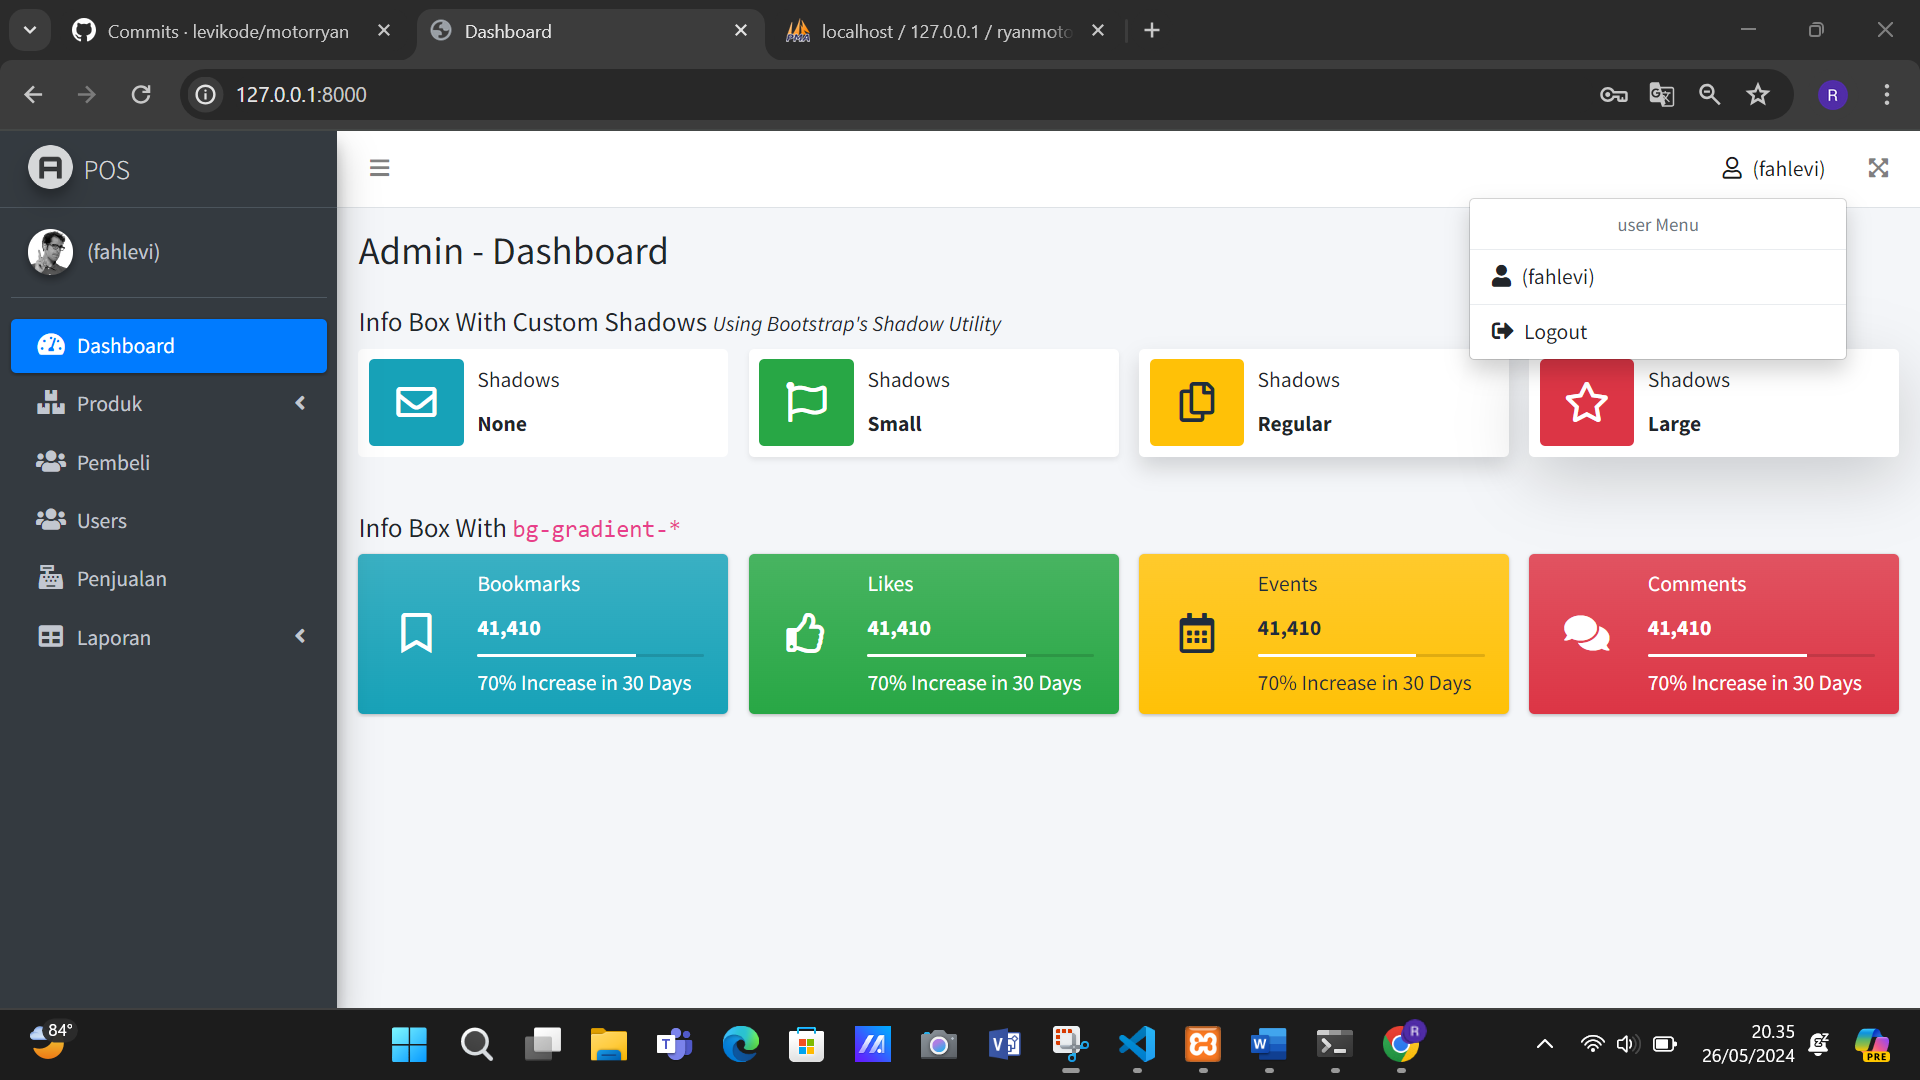 Commits · levikode/motorryan
Dashboard
localhost / 127.0.0.1 / ryanmoto
127.0.0.1:8000
R
POS
(fahlevi)
(fahlevi)
user Menu
(fahlevi)
Logout
Dashboard
Produk
Pembeli
Users
Penjualan
Laporan
Admin - Dashboard
Info Box With Custom Shadows Using Bootstrap's Shadow Utility
Shadows
None
Shadows
Small
Shadows
Regular
Shadows
Large
Info Box With bg-gradient-*
Bookmarks
41,410
70% Increase in 30 Days
Likes
41,410
70% Increase in 30 Days
Events
41,410
70% Increase in 30 Days
Comments
41,410
70% Increase in 30 Days
84°
R
20.35
26/05/2024
PRE